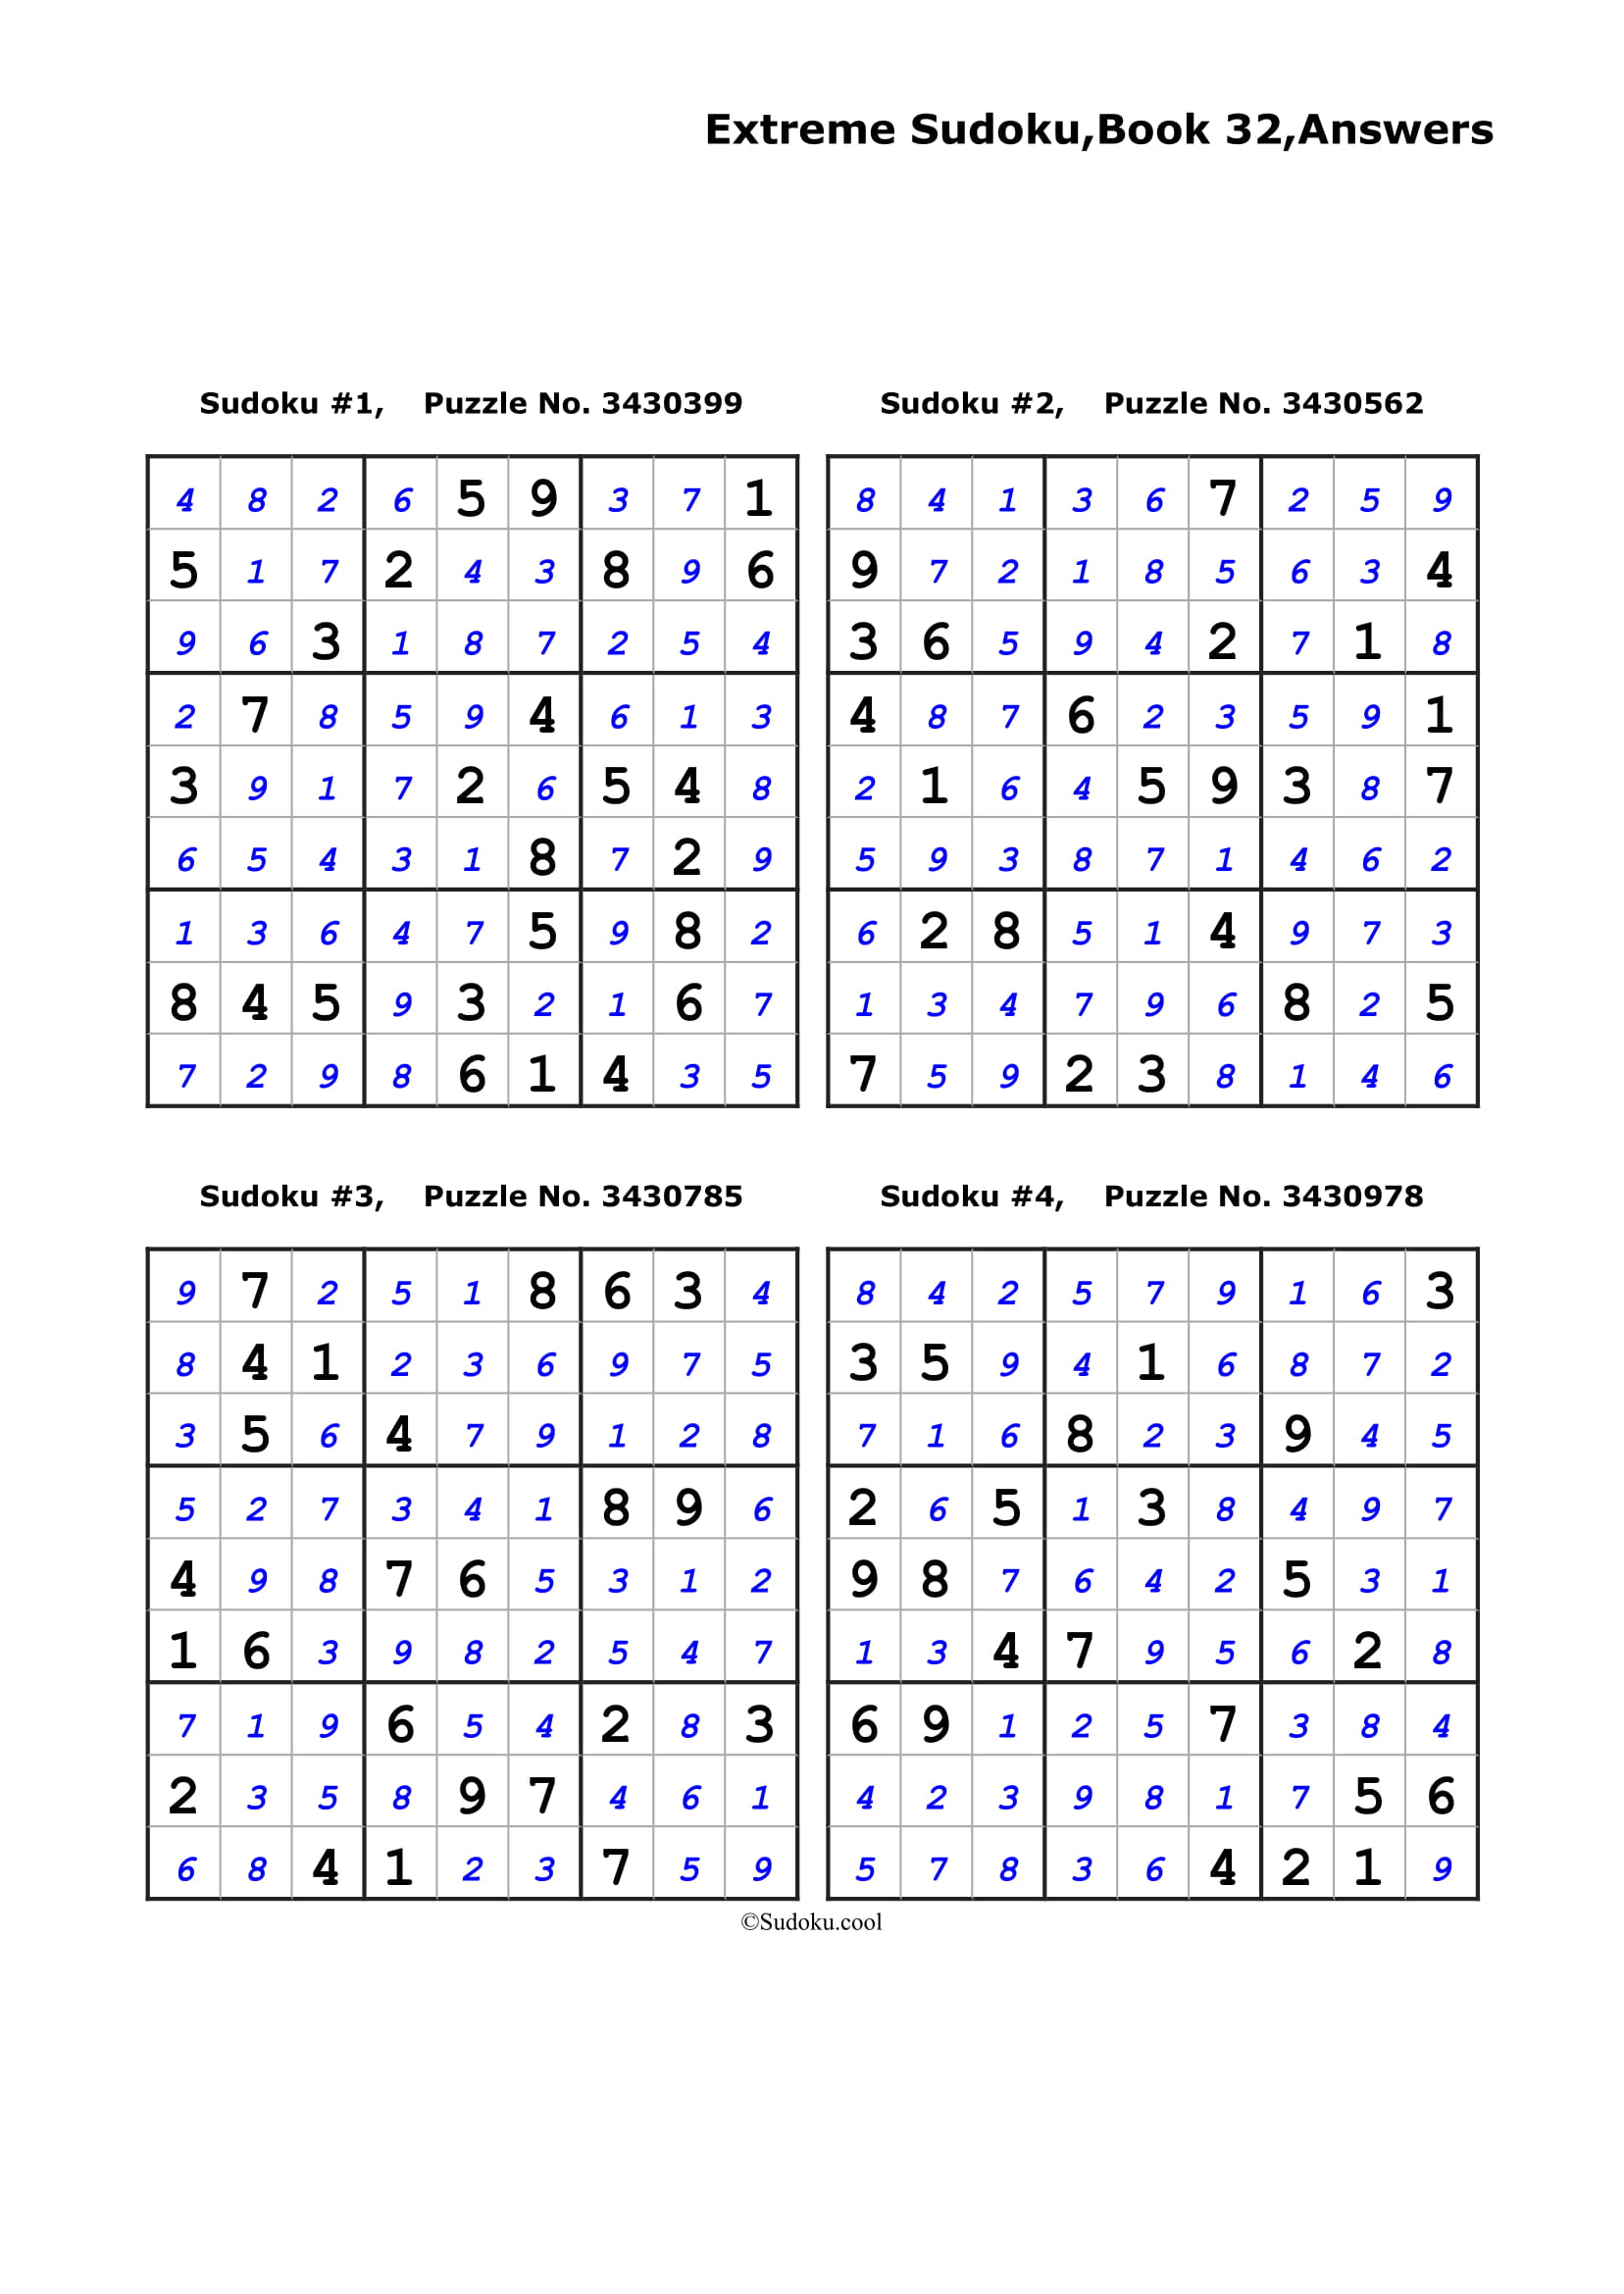 Extreme Sudoku,Book 32,Answers
Sudoku #1, Puzzle No. 3430399
4 8 2 6 5 9 3 7 1
5 1 7 2 4 3 8 9 6
9 6 3 1 8 7 2 5 4
2 7 8 5 9 4 6 1 3
3 9 1 7 2 6 5 4 8
6 5 4 3 1 8 7 2 9
1 3 6 4 7 5 9 8 2
8 4 5 9 3 2 1 6 7
7 2 9 8 6 1 4 3 5
Sudoku #2, Puzzle No. 3430562
8 4 1 3 6 7 2 5 9
9 7 2 1 8 5 6 3 4
3 6 5 9 4 2 7 1 8
4 8 7 6 2 3 5 9 1
2 1 6 4 5 9 3 8 7
5 9 3 8 7 1 4 6 2
6 2 8 5 1 4 9 7 3
1 3 4 7 9 6 8 2 5
7 5 9 2 3 8 1 4 6
Sudoku #3, Puzzle No. 3430785
9 7 2 5 1 8 6 3 4
8 4 1 2 3 6 9 7 5
3 5 6 4 7 9 1 2 8
5 2 7 3 4 1 8 9 6
4 9 8 7 6 5 3 1 2
1 6 3 9 8 2 5 4 7
7 1 9 6 5 4 2 8 3
2 3 5 8 9 7 4 6 1
6 8 4 1 2 3 7 5 9
Sudoku #4, Puzzle No. 3430978
8 4 2 5 7 9 1 6 3
3 5 9 4 1 6 8 7 2
7 1 6 8 2 3 9 4 5
2 6 5 1 3 8 4 9 7
9 8 7 6 4 2 5 3 1
1 3 4 7 9 5 6 2 8
6 9 1 2 5 7 3 8 4
4 2 3 9 8 1 7 5 6
5 7 8 3 6 4 2 1 9
©Sudoku.cool